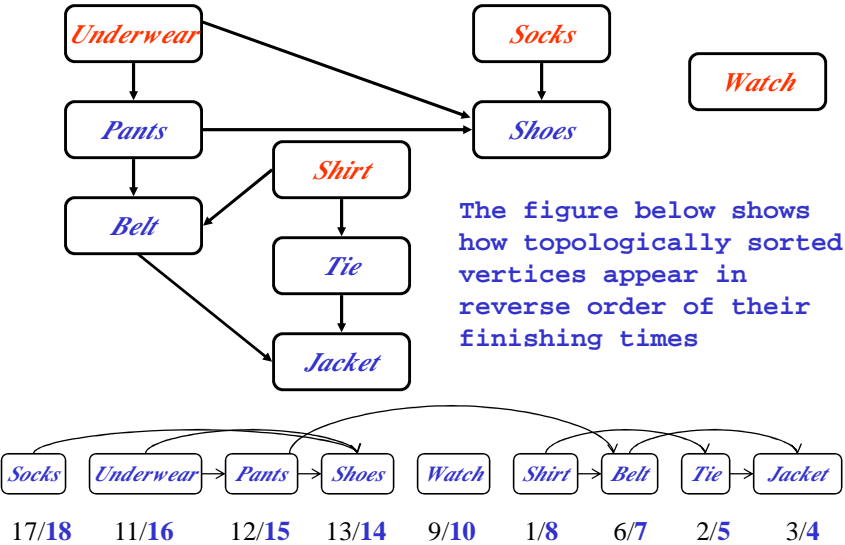 Underwear
Socks
Watch
Pants
Shoes
Shirt
Belt
Tie
Jacket
The figure below shows
how topologically sorted
vertices appear in
reverse order of their
finishing times
Socks Underwear Pants Shoes Watch Shirt Belt Tie Jacket
17/18 11/16 12/15 13/14 9/10 1/8 6/7 2/5 3/4